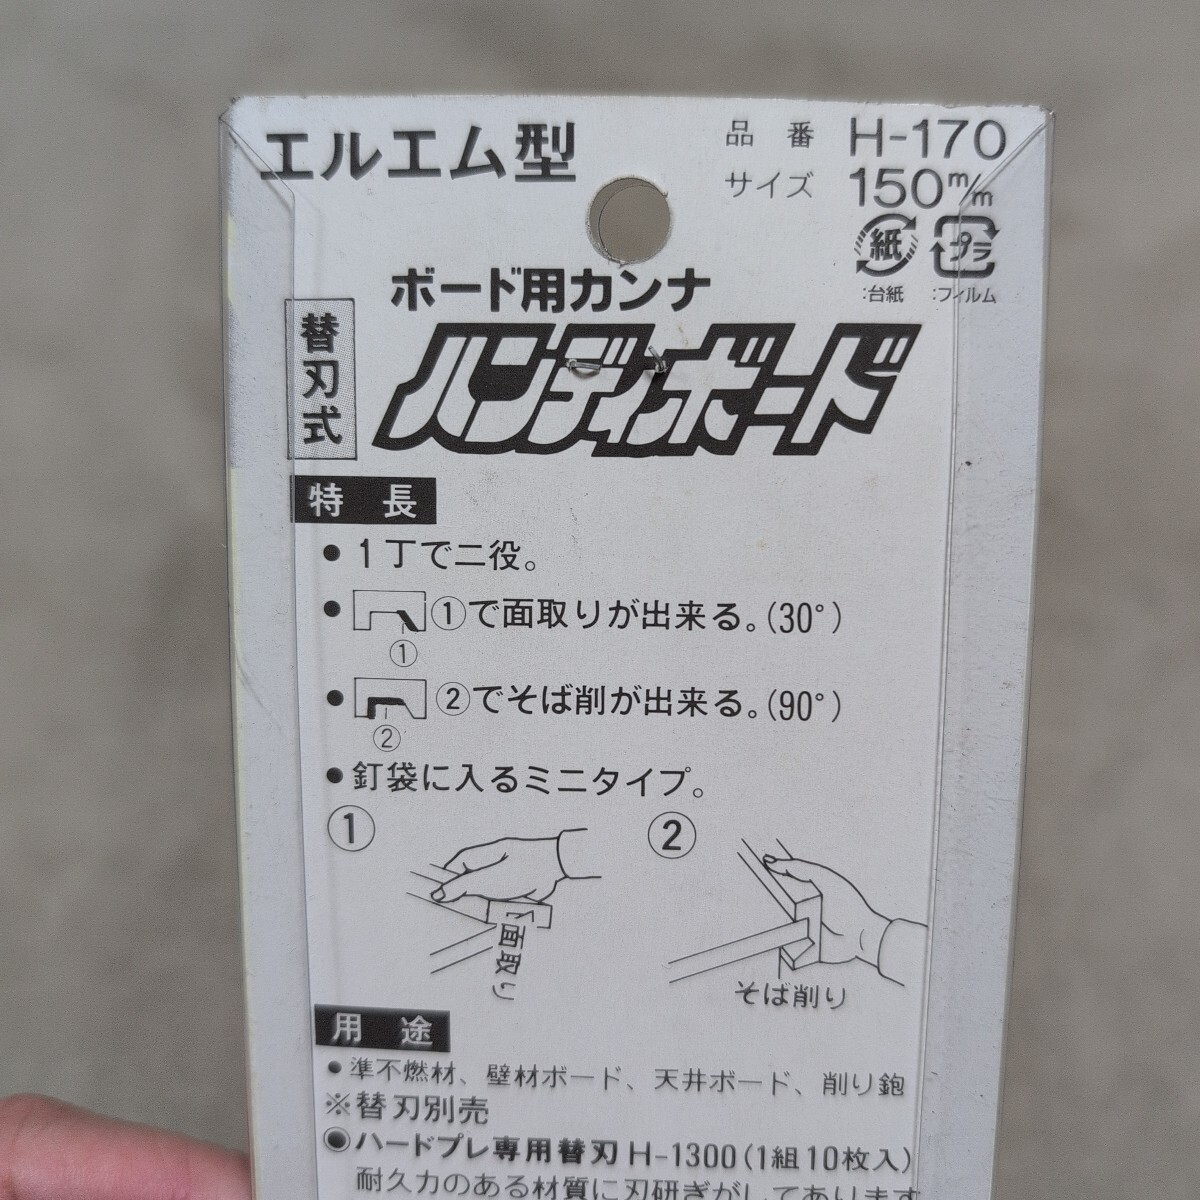 エルエム型
品番 H-170
サイズ 150m/m
紙 プラ
:台紙 :フィルム
ボード用カンナ
替刃式
ハンディボード
特長
●1丁で二役。
●①で面取りが出来る。(30°)
①
●②でそば削が出来る。(90°)
②
●釘袋に入るミニタイプ。
① ②
面取り
そば削り
用途
●準不燃材、壁材ボード、天井ボード、削り鉋
※替刃別売
◉ハードプレ専用替刃H-1300(1組10枚入)
耐久力のある材質に刃研ぎがしてあります